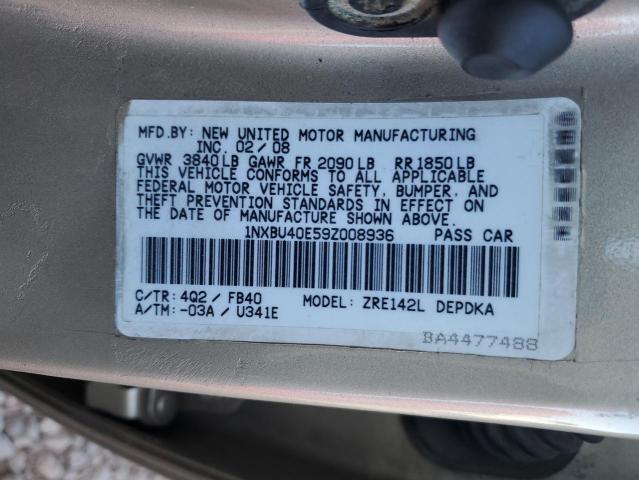 MFD.BY: NEW UNITED MOTOR MANUFACTURING
INC. 02/08
GVWR 3840LB GAWR FR 2090LB RR1850LB
THIS VEHICLE CONFORMS TO ALL APPLICABLE
FEDERAL MOTOR VEHICLE SAFETY, BUMPER, AND
THEFT PREVENTION STANDARDS IN EFFECT ON
THE DATE OF MANUFACTURE SHOWN ABOVE.
1NXBU40E59Z008936 PASS CAR
C/TR: 4Q2 / FB40 MODEL: ZRE142L DEPDKA
A/TM: -03A / U341E
BA4477488